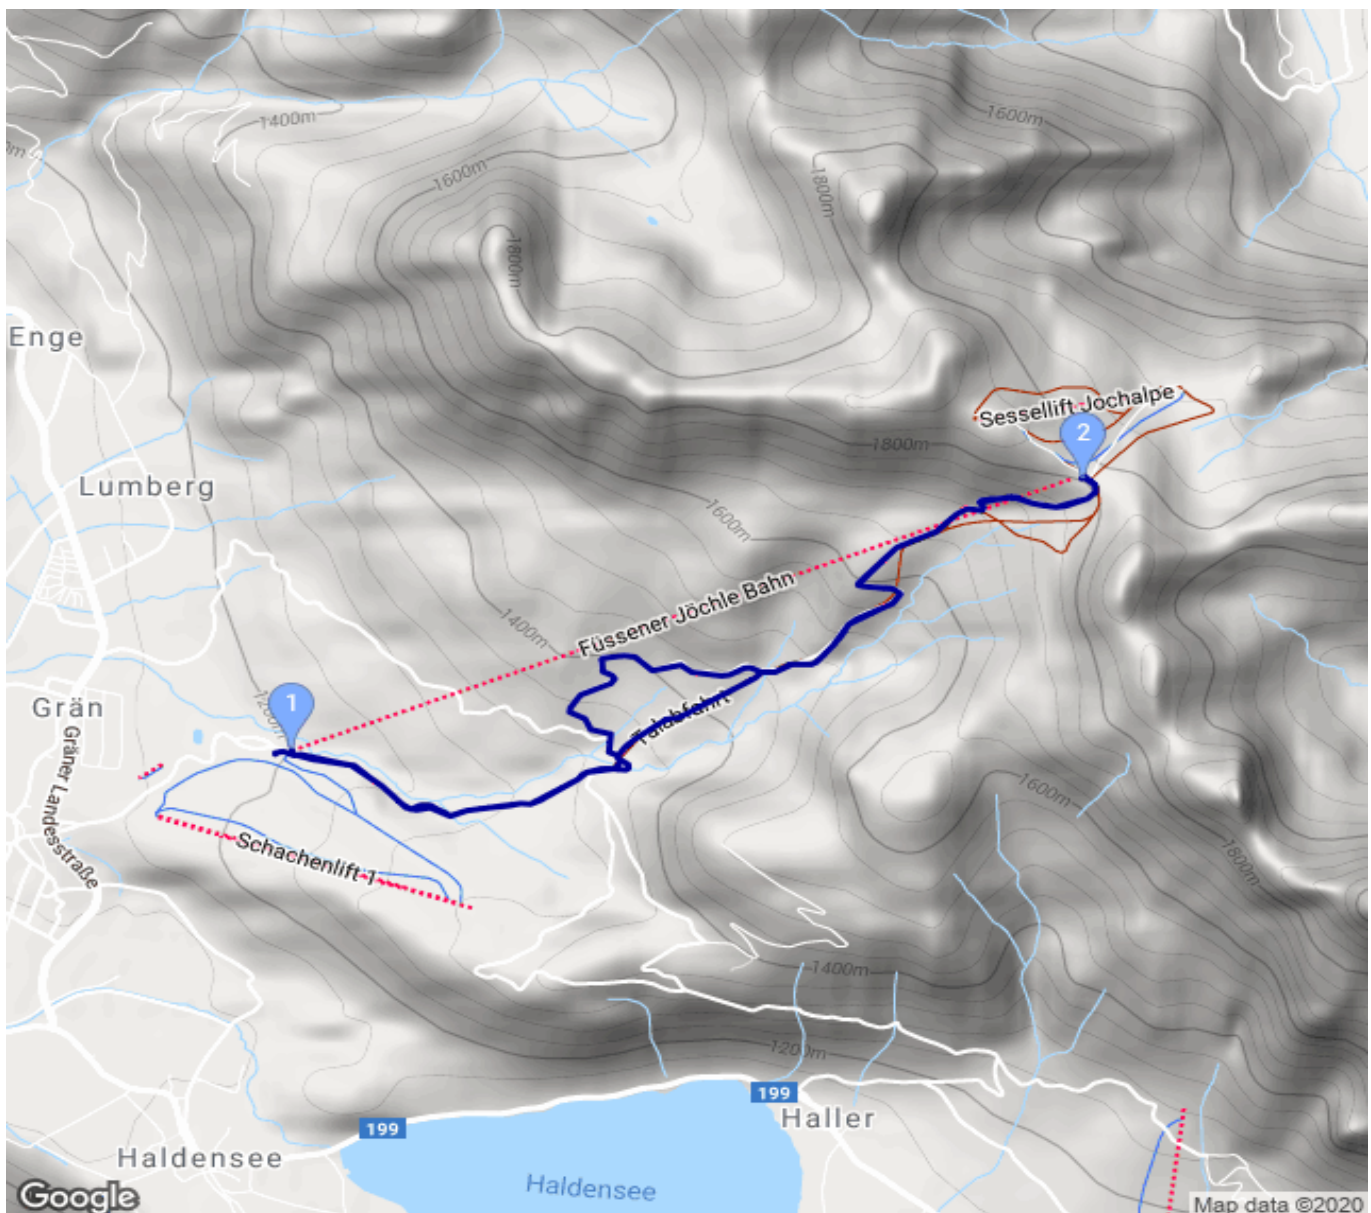 1400m
1600m
1600m
1800m
1800m
Enge
Sessellift Jochalpe
2
1800m
Lumberg
1600m
Füssener Jöchle Bahn
1400m
Grän
1
1200m
Talabfahrt
Gräner Landesstraße
1600m
Schachenlift 1
1800m
1400m
1200m
199
Haller
199
Haldensee
Haldensee
Google
Map data ©2020